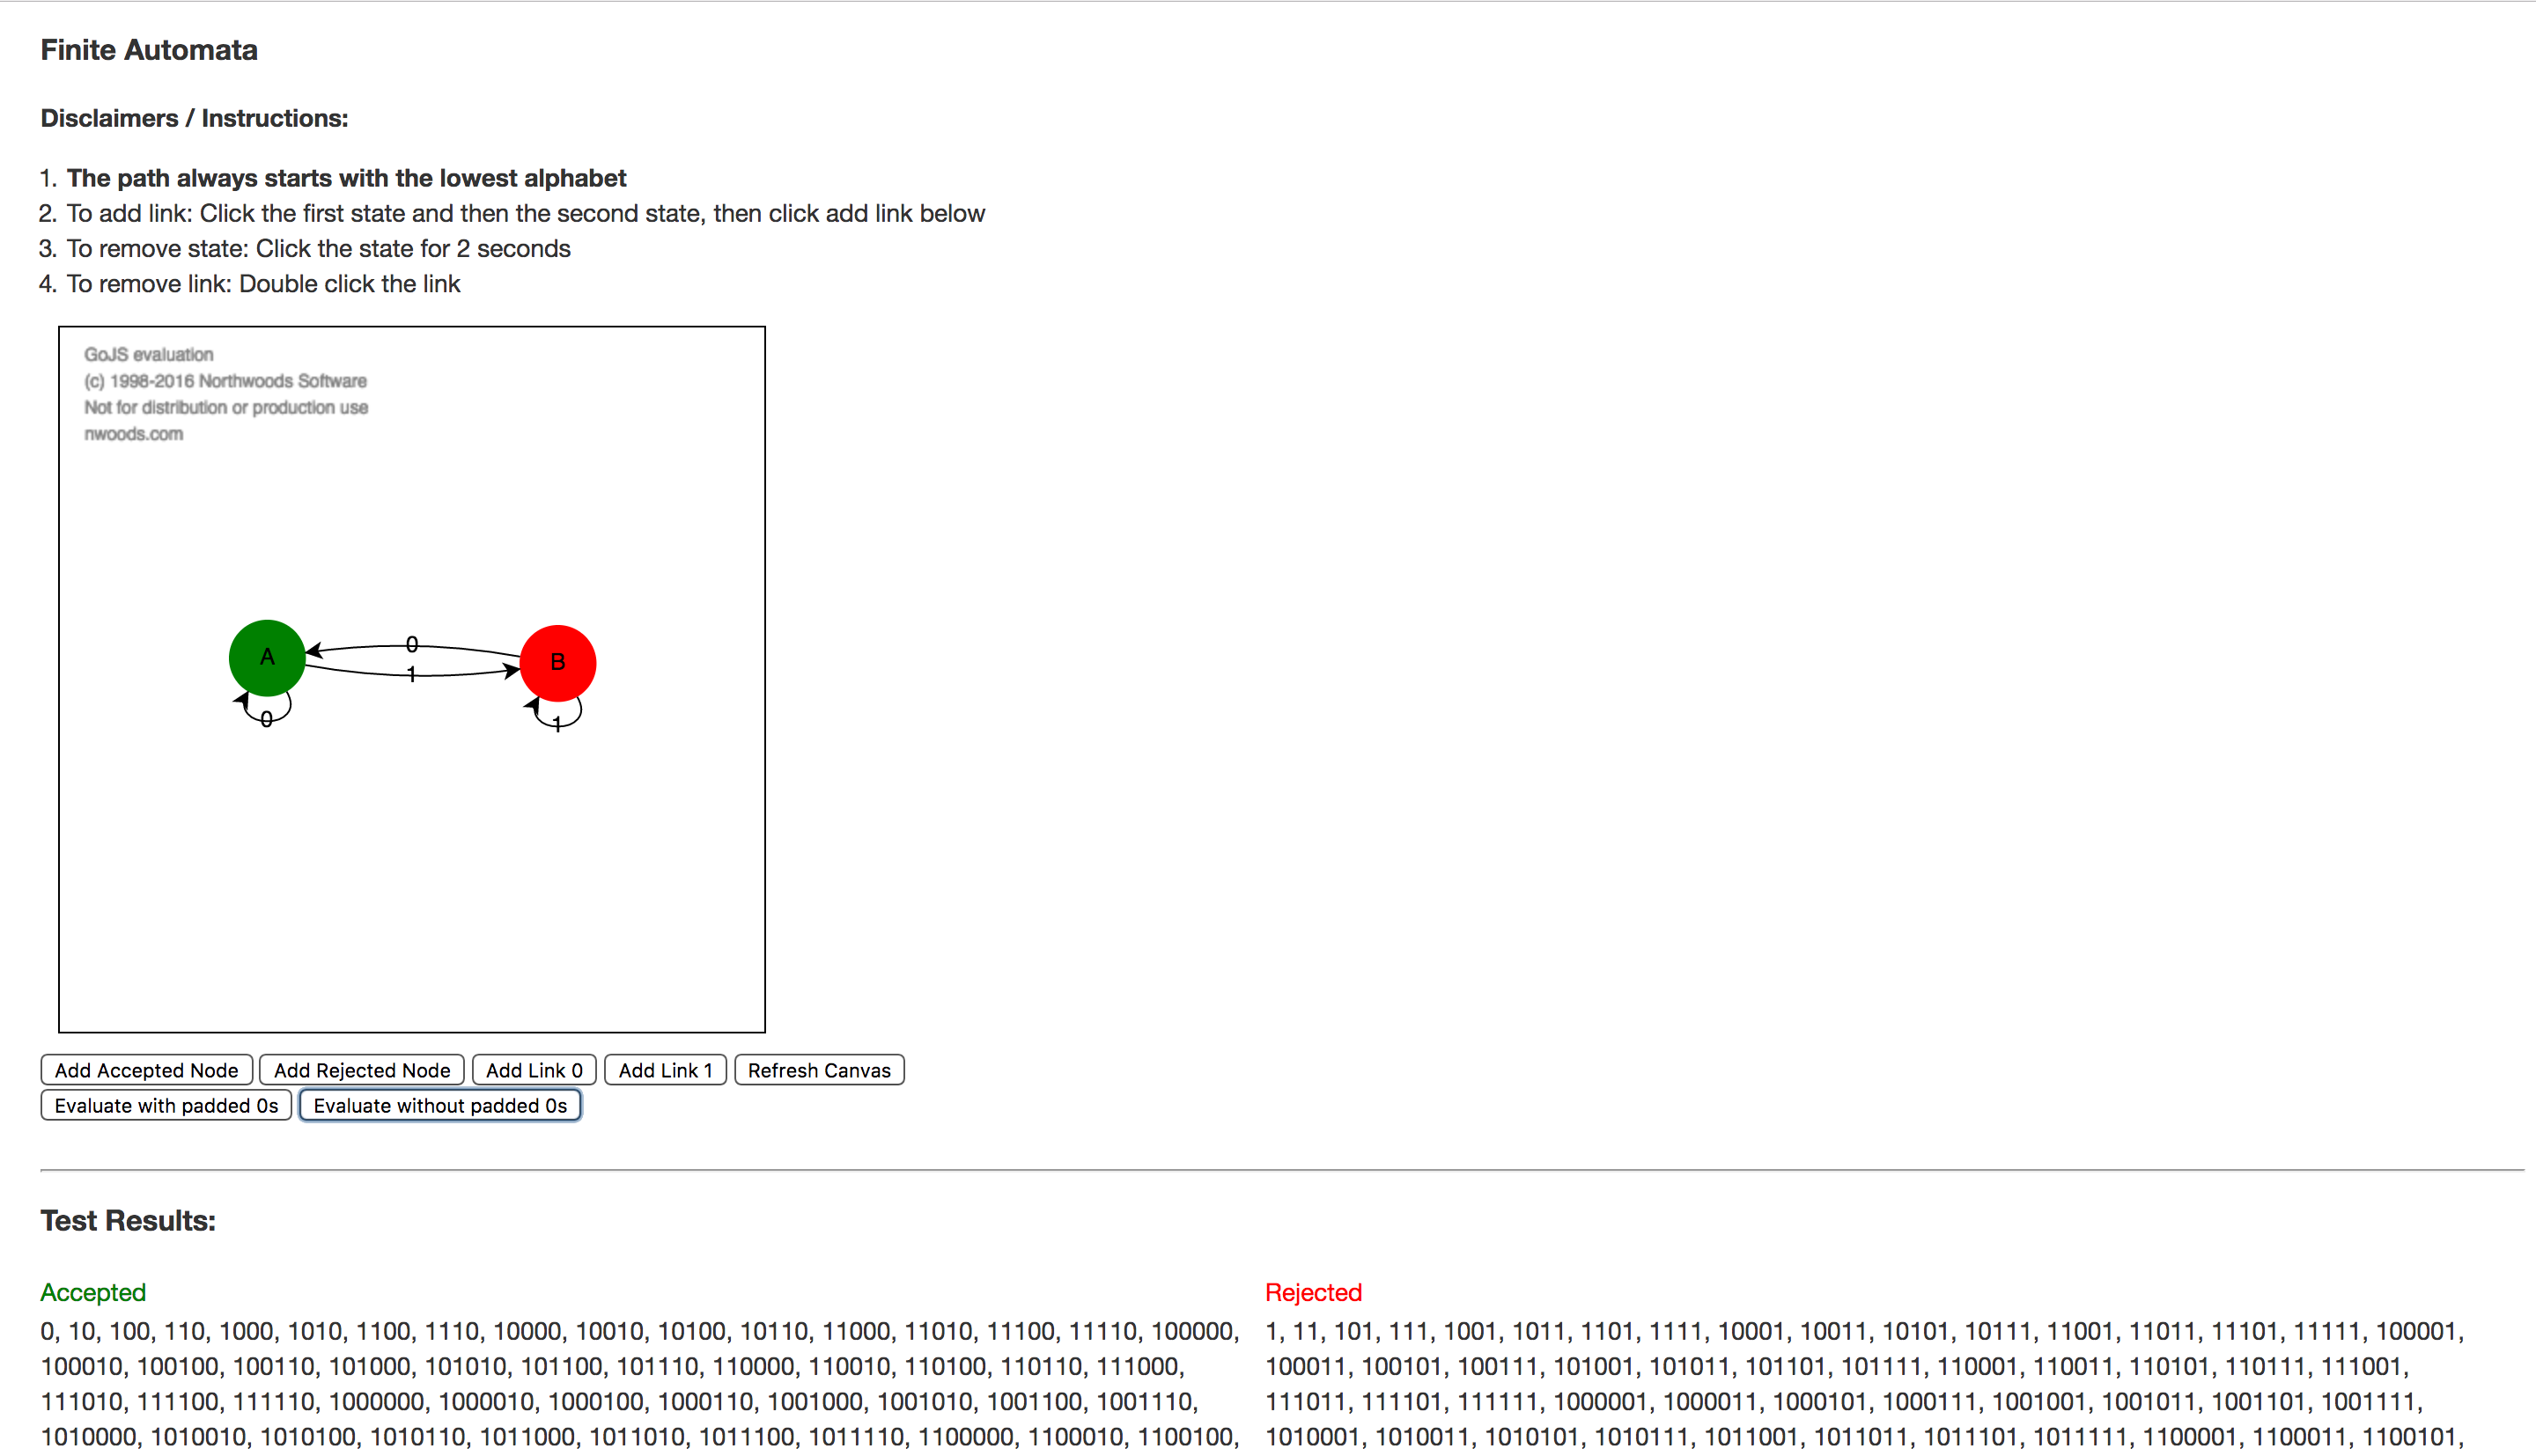 Finite Automata
Disclaimers / Instructions:
1. The path always starts with the lowest alphabet
2. To add link: Click the first state and then the second state, then click add link below
3. To remove state: Click the state for 2 seconds
4. To remove link: Double click the link
GoJS evaluation
(c) 1998-2016 Northwoods Software
Not for distribution or production use
nwoods.com
0
A
B
1
0
1
Add Accepted Node Add Rejected Node Add Link 0 Add Link 1 Refresh Canvas
Evaluate with padded 0s Evaluate without padded 0s
Test Results:
Accepted
0, 10, 100, 110, 1000, 1010, 1100, 1110, 10000, 10010, 10100, 10110, 11000, 11010, 11100, 11110, 100000,
100010, 100100, 100110, 101000, 101010, 101100, 101110, 110000, 110010, 110100, 110110, 111000,
111010, 111100, 111110, 1000000, 1000010, 1000100, 1000110, 1001000, 1001010, 1001100, 1001110,
1010000, 1010010, 1010100, 1010110, 1011000, 1011010, 1011100, 1011110, 1100000, 1100010, 1100100,
Rejected
1, 11, 101, 111, 1001, 1011, 1101, 1111, 10001, 10011, 10101, 10111, 11001, 11011, 11101, 11111, 100001,
100011, 100101, 100111, 101001, 101011, 101101, 101111, 110001, 110011, 110101, 110111, 111001,
111011, 111101, 111111, 1000001, 1000011, 1000101, 1000111, 1001001, 1001011, 1001101, 1001111,
1010001, 1010011, 1010101, 1010111, 1011001, 1011011, 1011101, 1011111, 1100001, 1100011, 1100101,